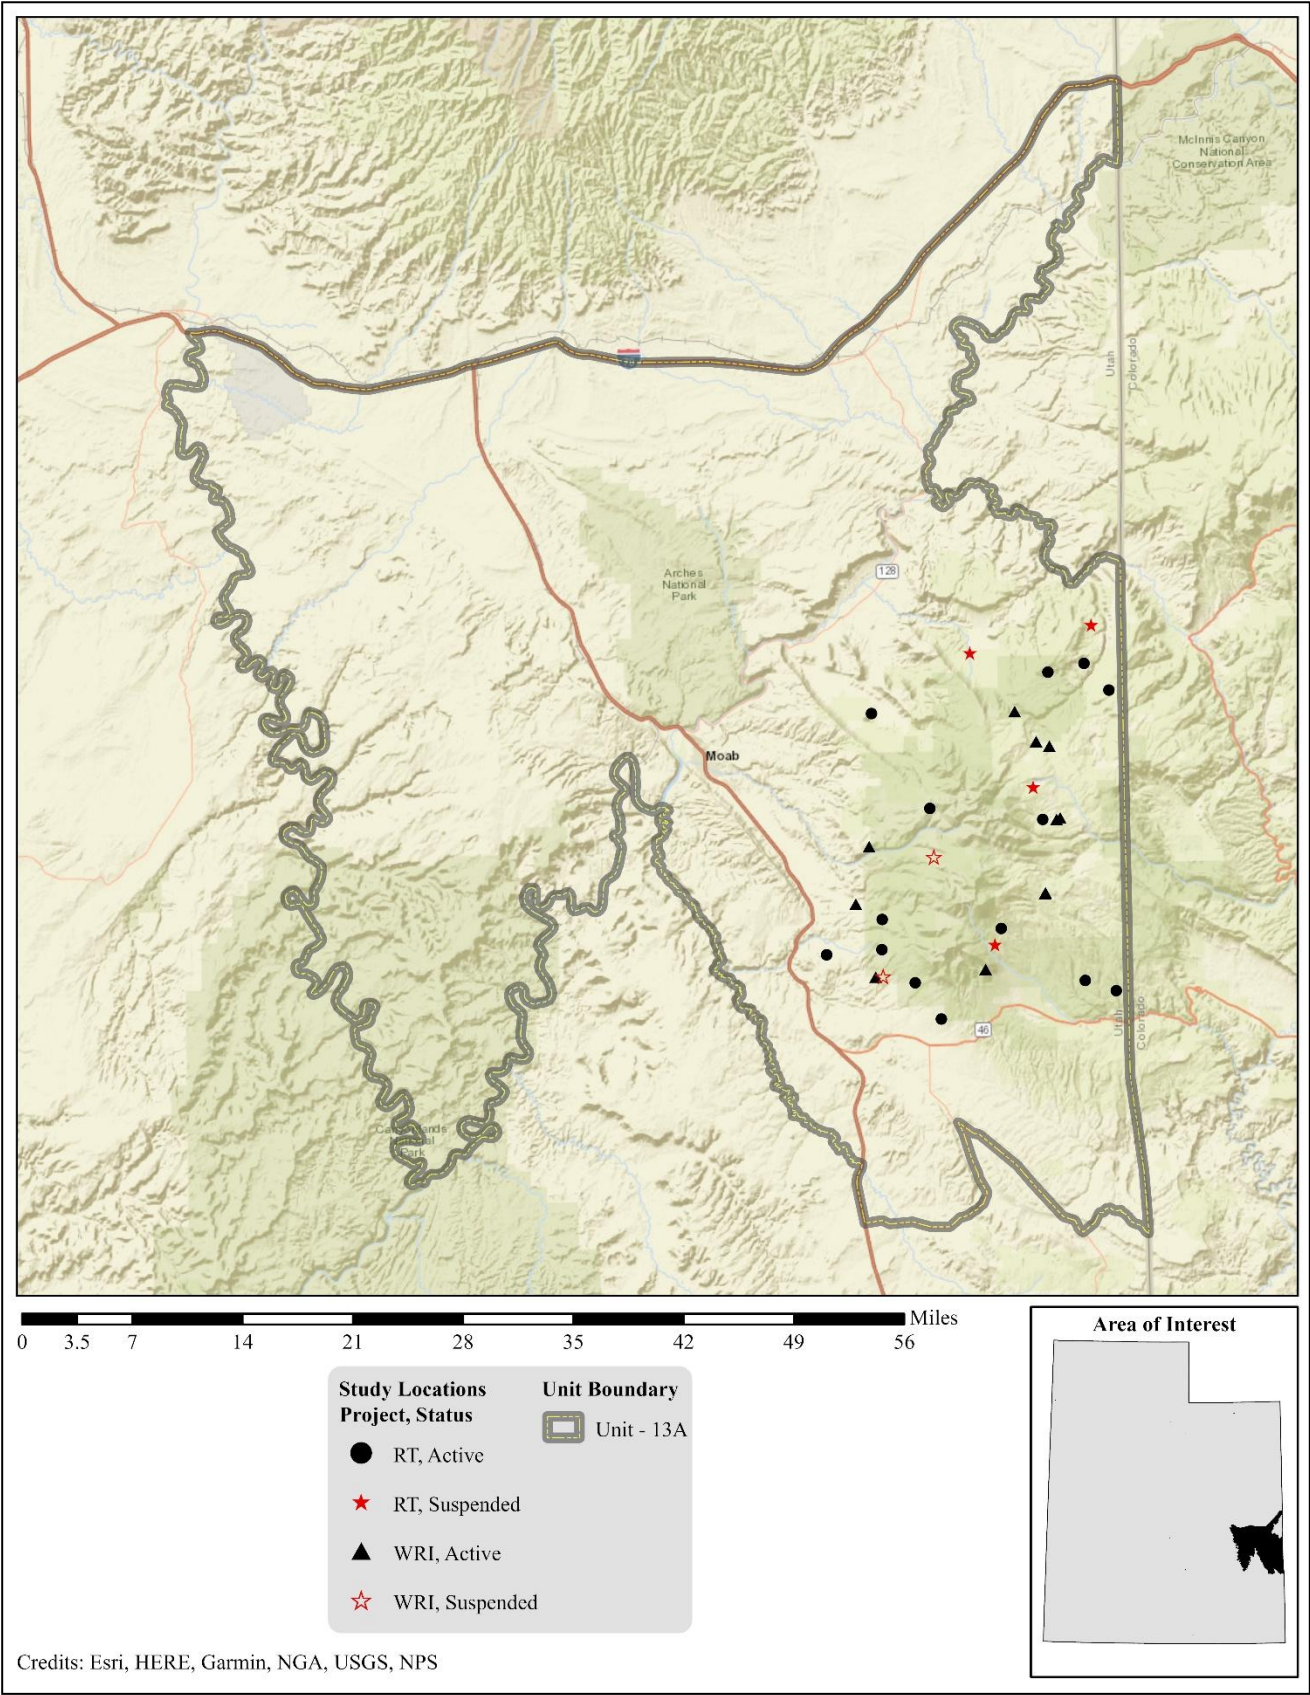 McInnis Canyon
National
Conservation Area
Utah
Colorado
Arches
National
Park
128
Moab
46
Utah
Colorado
Park
Miles
0 3.5 7 14 21 28 35 42 49 56
Study Locations
Project, Status
RT, Active
RT, Suspended
WRI, Active
WRI, Suspended
Unit Boundary
Unit - 13A
Area of Interest
Credits: Esri, HERE, Garmin, NGA, USGS, NPS